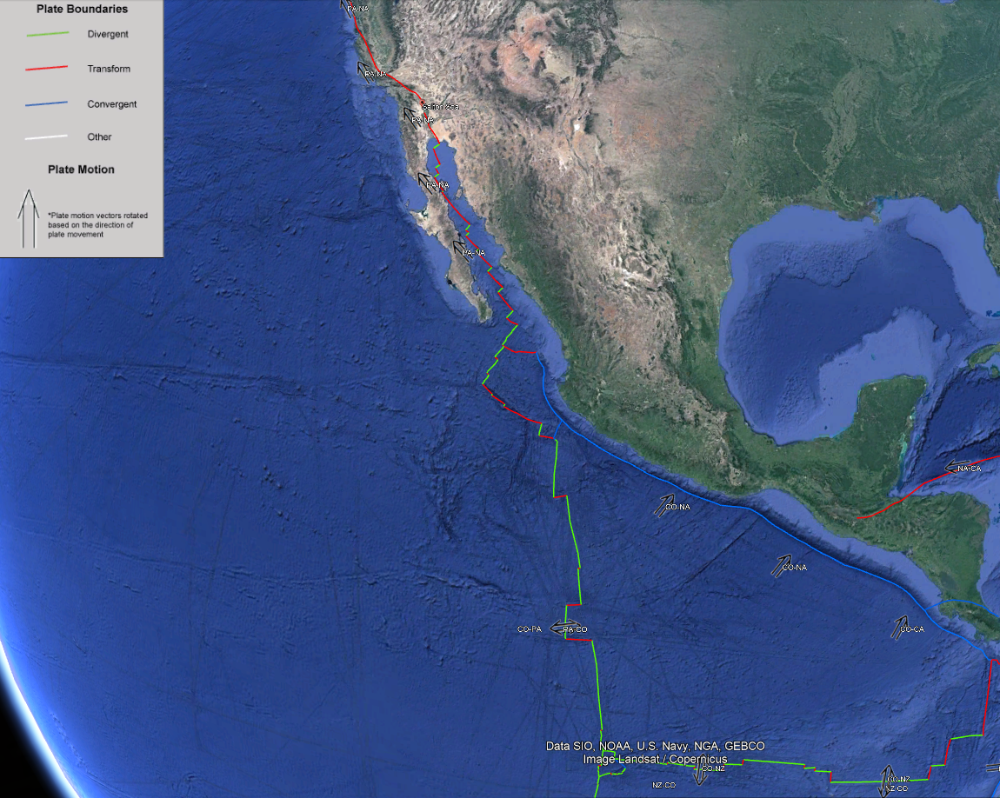 Plate Boundaries
Divergent
Transform
Convergent
Other
Plate Motion
*Plate motion vectors rotated
based on the direction of
plate movement
PA-NA
PA-NA
Salton Sea
PA-NA
PA-NA
PA-NA
NA-CA
CO-NA
CO-NA
CO-PA
PA-CO
CO-CA
Data SIO, NOAA, U.S. Navy, NGA, GEBCO
Image Landsat / Copernicus
CO-NZ
NZ-CO
CO-NZ
NZ-CO